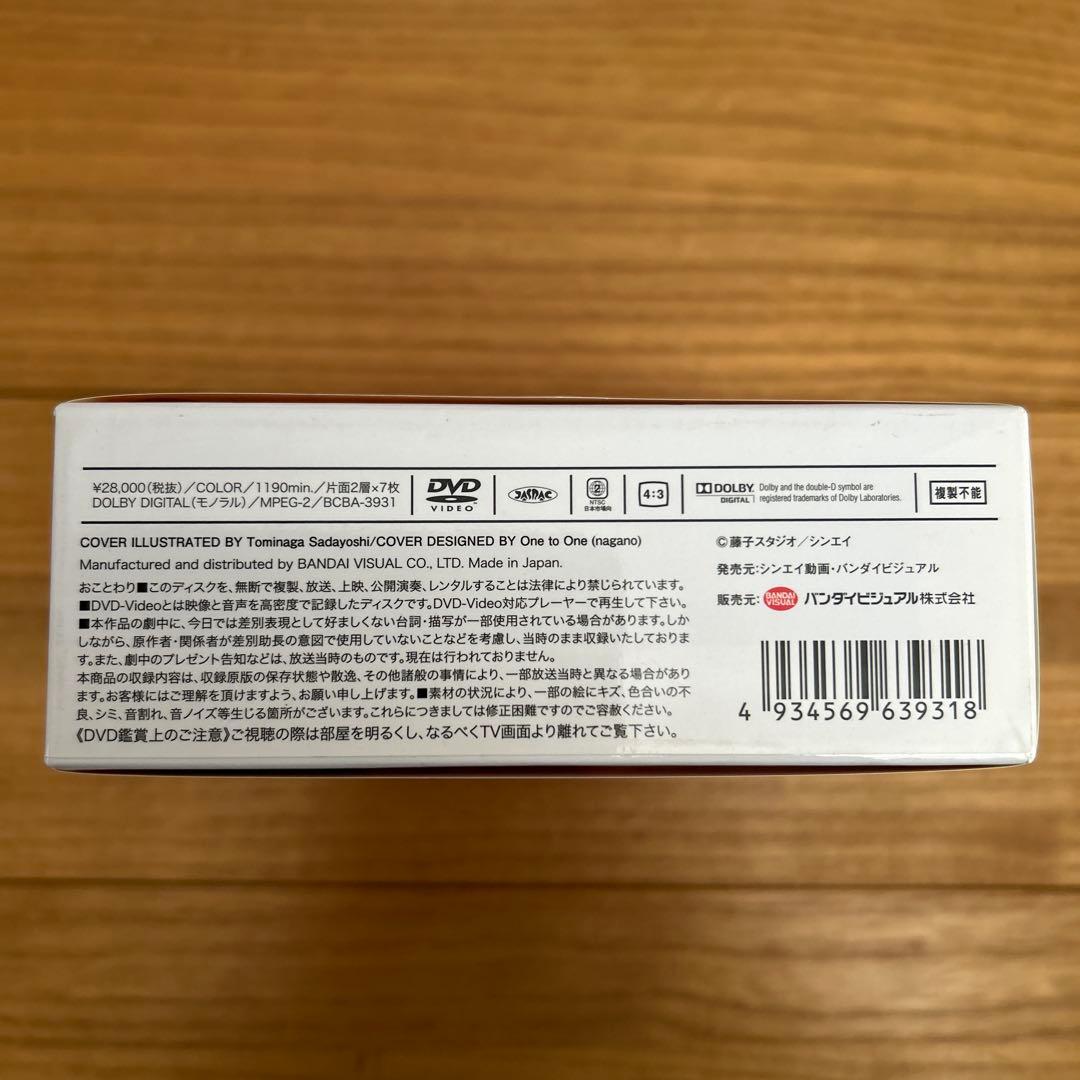 ¥28,000(税抜)／COLOR／1190min.／片面2層×7枚
DOLBY DIGITAL(モノラル)／MPEG-2／BCBA-3931
DVD
VIDEO
JASRAC
2
NTSC
日本市場向
4:3
DOLBY
DIGITAL
Dolby and the double-D symbol are
registered trademarks of Dolby Laboratories.
複製不能
COVER ILLUSTRATED BY Tominaga Sadayoshi/COVER DESIGNED BY One to One (nagano)
Manufactured and distributed by BANDAI VISUAL CO., LTD. Made in Japan.
おことわり■このディスクを、無断で複製、放送、上映、公開演奏、レンタルすることは法律により禁じられています。
■DVD-Videoとは映像と音声を高密度で記録したディスクです。DVD-Video対応プレーヤーで再生して下さい。
■本作品の劇中に、今日では差別表現として好ましくない台詞・描写が一部使用されている場合があります。しか
しながら、原作者・関係者が差別助長の意図で使用していないことなどを考慮し、当時のまま収録いたしておりま
す。また、劇中のプレゼント告知などは、放送当時のものです。現在は行われておりません。
本商品の収録内容は、収録原版の保存状態や散逸、その他諸般の事情により、一部放送当時と異なる場合があり
ます。お客様にはご理解を頂けますよう、お願い申し上げます。■素材の状況により、一部の絵にキズ、色合いの不
良、シミ、音割れ、音ノイズ等生じる箇所がございます。これらにつきましては修正困難ですのでご容赦ください。
《DVD鑑賞上のご注意》ご視聴の際は部屋を明るくし、なるべくTV画面より離れてご覧下さい。
©藤子スタジオ／シンエイ
発売元：シンエイ動画・バンダイビジュアル
販売元：BANDAI VISUAL バンダイビジュアル株式会社
4 934569 639318